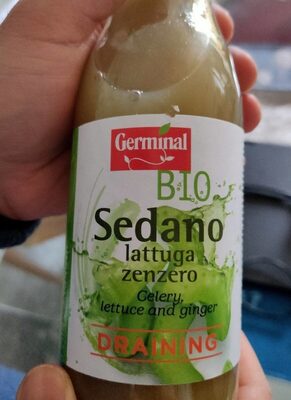 Germinal
BIO
Sedano
lattuga
zenzero
Celery,
lettuce and ginger
DRAINING